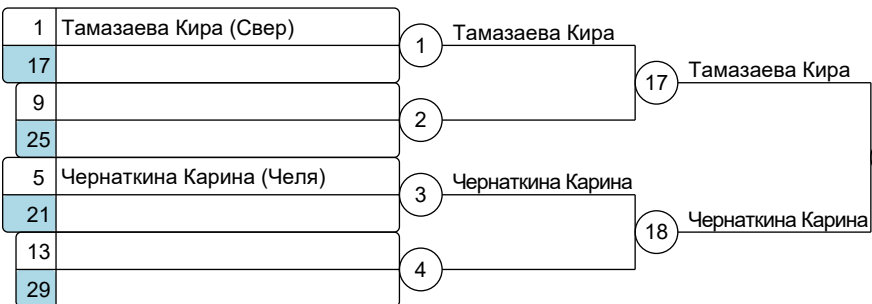 1 Тамазаева Кира (Свер)
17
9
25
5 Чернаткина Карина (Челя)
21
13
29
1 Тамазаева Кира
2
3 Чернаткина Карина
4
17 Тамазаева Кира
18 Чернаткина Карина